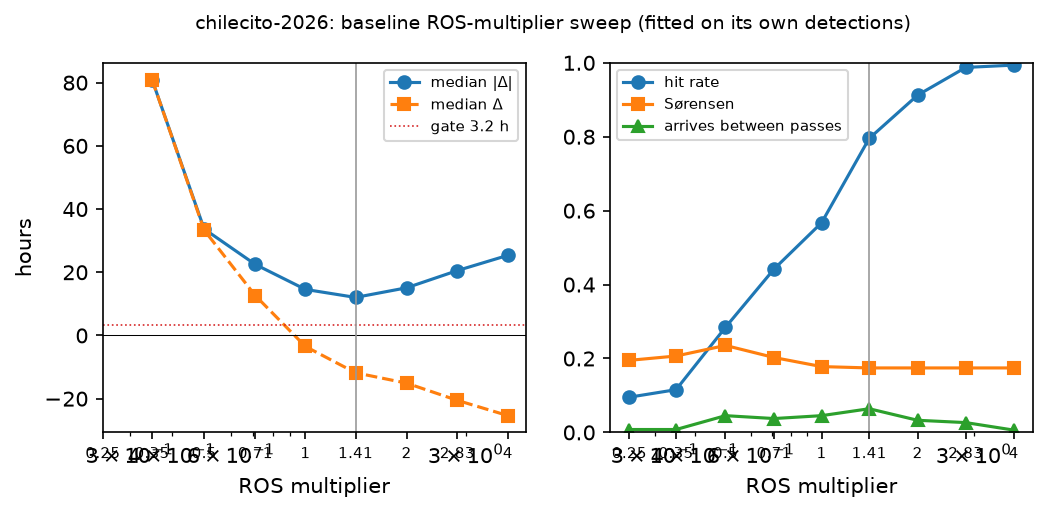 chilecito-2026: baseline ROS-multiplier sweep (fitted on its own detections)
median |Δ|
median Δ
gate 3.2 h
hours
80
60
40
20
0
−20
1
1.41
2
4
ROS multiplier
hit rate
Sørensen
arrives between passes
1.0
0.8
0.6
0.4
0.2
0.0
1
1.41
2
4
ROS multiplier